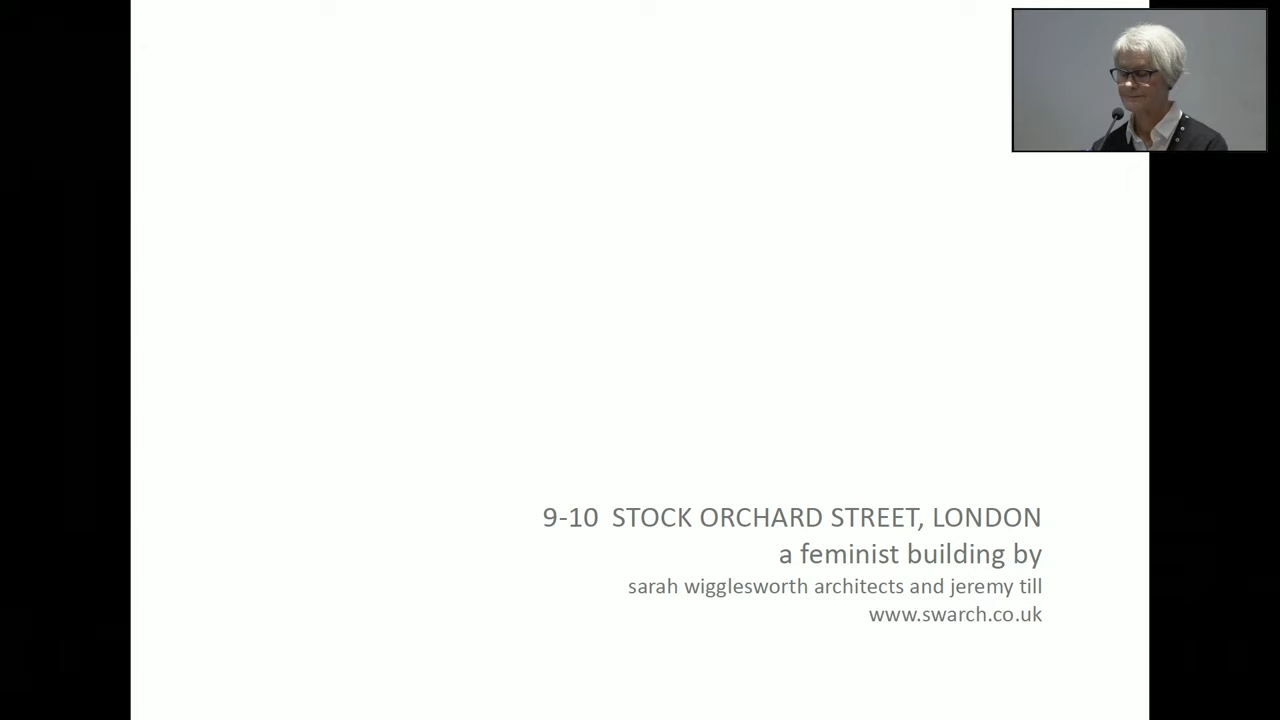 9-10 STOCK ORCHARD STREET, LONDON
a feminist building by
sarah wigglesworth architects and jeremy till
www.swarch.co.uk